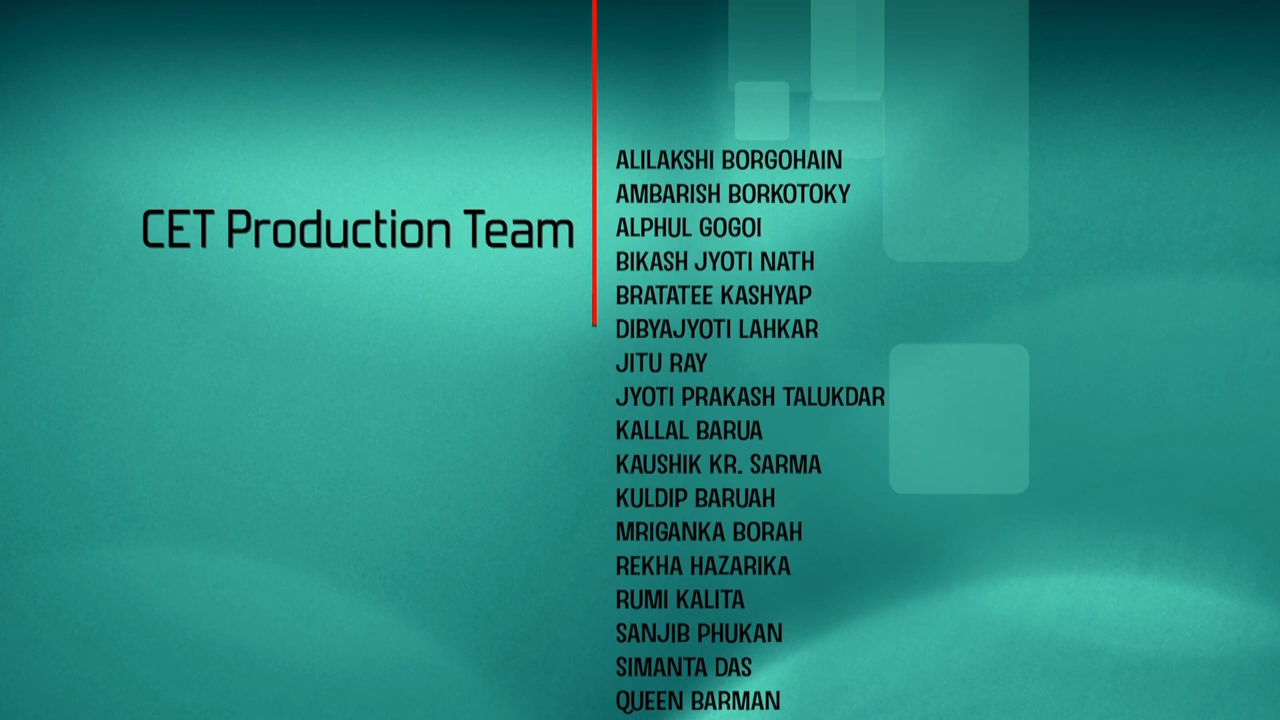 CET Production Team
ALILAKSHI BORGOHAIN
AMBARISH BORKOTOKY
ALPHUL GOGOI
BIKASH JYOTI NATH
BRATATEE KASHYAP
DIBYAJYOTI LAHKAR
JITU RAY
JYOTI PRAKASH TALUKDAR
KALLAL BARUA
KAUSHIK KR. SARMA
KULDIP BARUAH
MRIGANKA BORAH
REKHA HAZARIKA
RUMI KALITA
SANJIB PHUKAN
SIMANTA DAS
QUEEN BARMAN